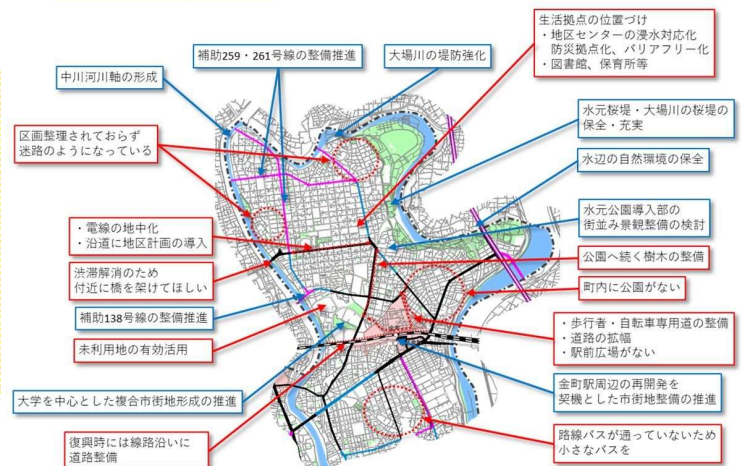 生活拠点の位置づけ
・地区センターの浸水対応化
防災拠点化、バリアフリー化
・図書館、保育所等
補助259・261号線の整備推進
大場川の堤防強化
中川河川軸の形成
水元桜堤・大場川の桜堤の
保全・充実
区画整理されておらず
迷路のようになっている
水辺の自然環境の保全
水元公園導入部の
街並み景観整備の検討
・電線の地中化
・沿道に地区計画の導入
公園へ続く樹木の整備
渋滞解消のため
付近に橋を架けてほしい
町内に公園がない
補助138号線の整備推進
・歩行者・自転車専用道の整備
・道路の拡幅
・駅前広場がない
未利用地の有効活用
金町駅周辺の再開発を
契機とした市街地整備の推進
大学を中心とした複合市街地形成の推進
復興時には線路沿いに
道路整備
路線バスが通っていないため
小さなバスを